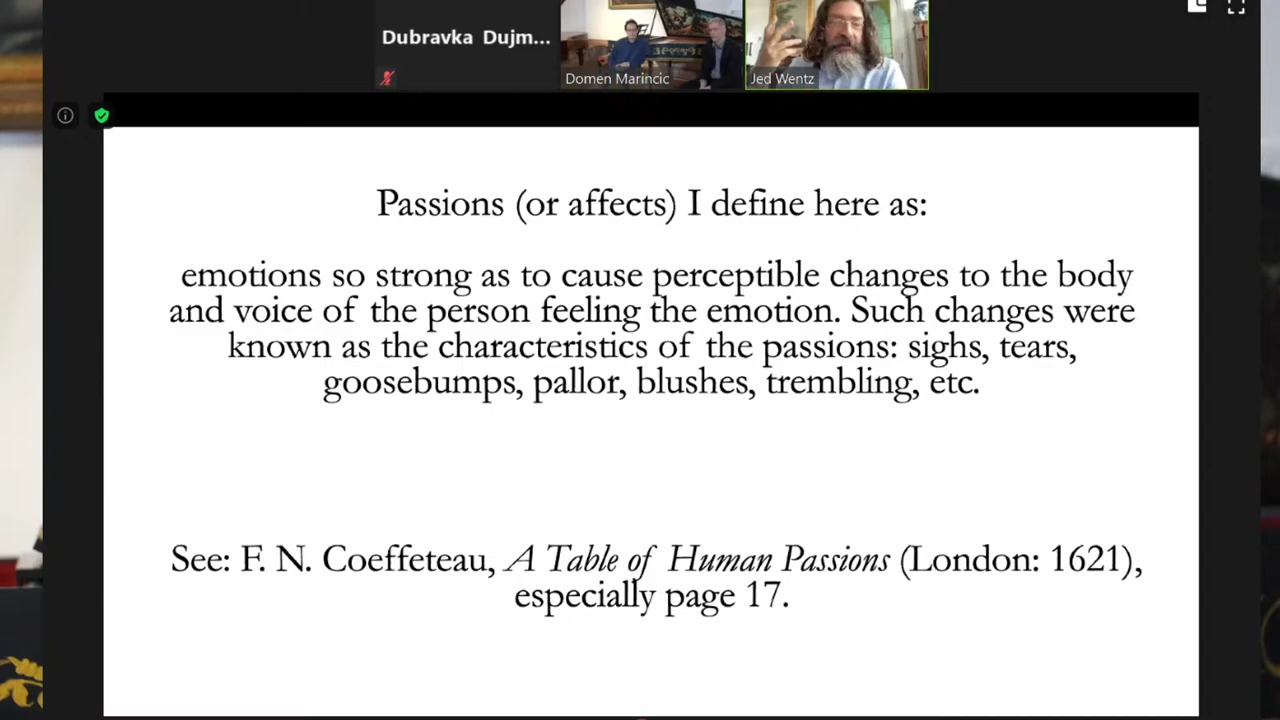 Dubravka Dujm...
Domen Marincic
Jed Wentz
Passions (or affects) I define here as:
emotions so strong as to cause perceptible changes to the body
and voice of the person feeling the emotion. Such changes were
known as the characteristics of the passions: sighs, tears,
goosebumps, pallor, blushes, trembling, etc.
See: F. N. Coeffeteau, A Table of Human Passions (London: 1621),
especially page 17.